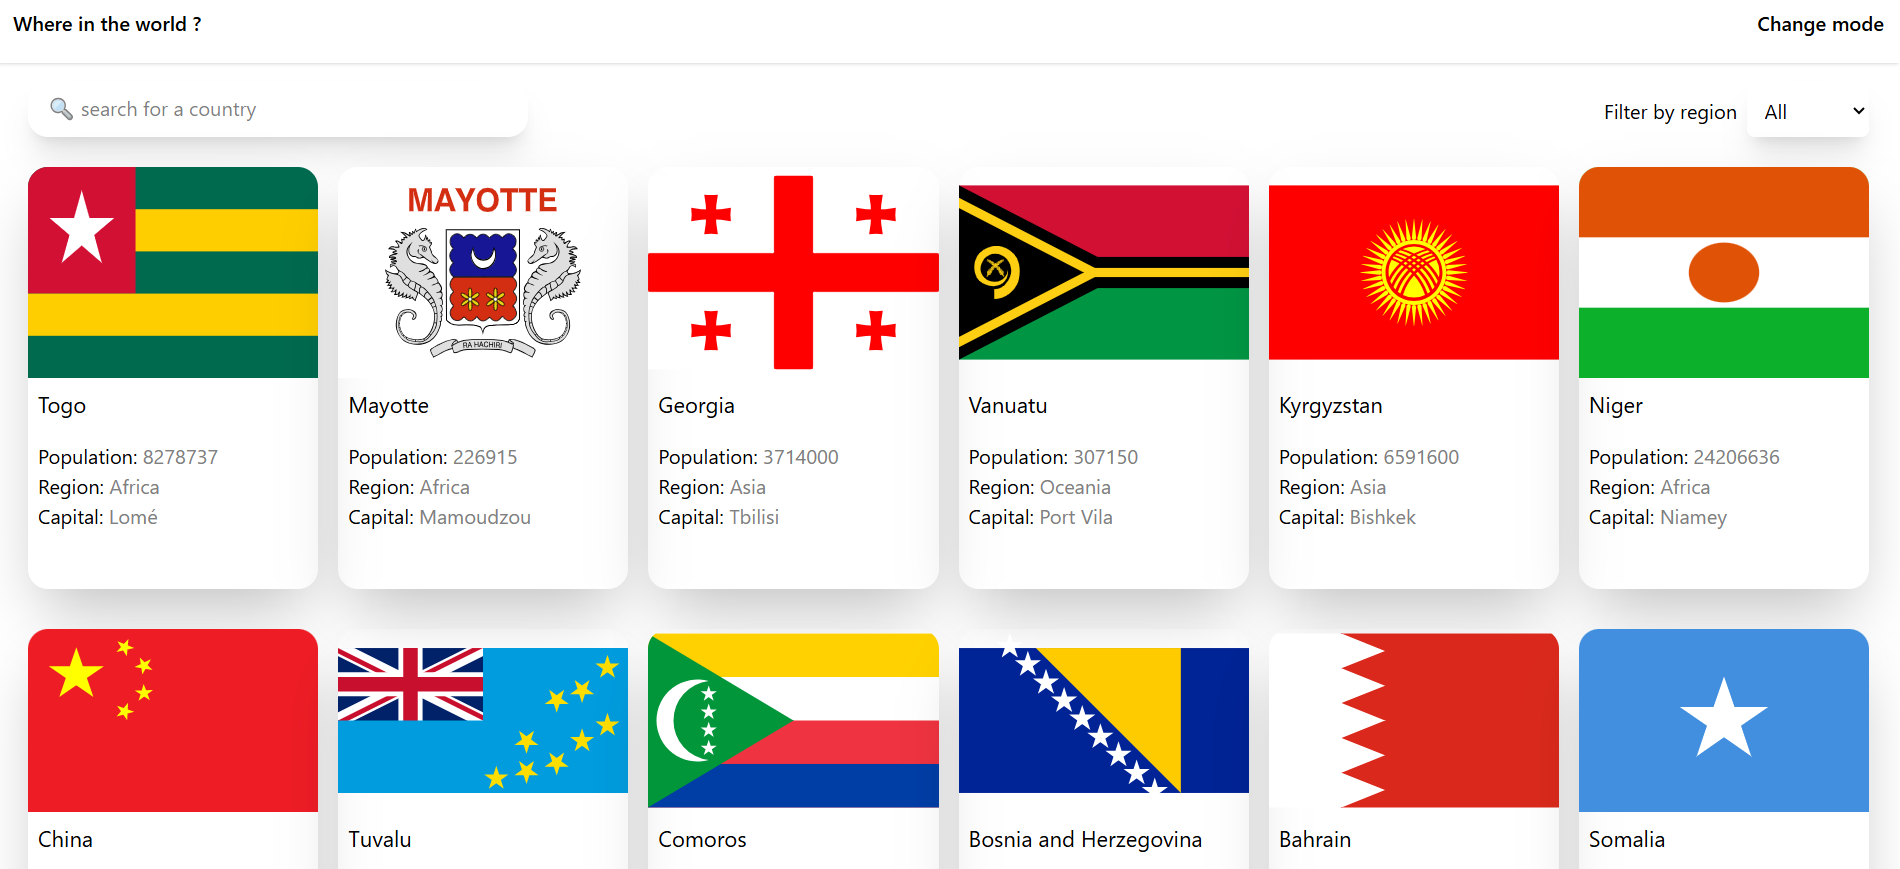 Where in the world ?
Change mode
🔍 search for a country
Filter by region All
MAYOTTE
RA HACHIRI
Togo
Population: 8278737
Region: Africa
Capital: Lomé
Mayotte
Population: 226915
Region: Africa
Capital: Mamoudzou
Georgia
Population: 3714000
Region: Asia
Capital: Tbilisi
Vanuatu
Population: 307150
Region: Oceania
Capital: Port Vila
Kyrgyzstan
Population: 6591600
Region: Asia
Capital: Bishkek
Niger
Population: 24206636
Region: Africa
Capital: Niamey
China
Tuvalu
Comoros
Bosnia and Herzegovina
Bahrain
Somalia